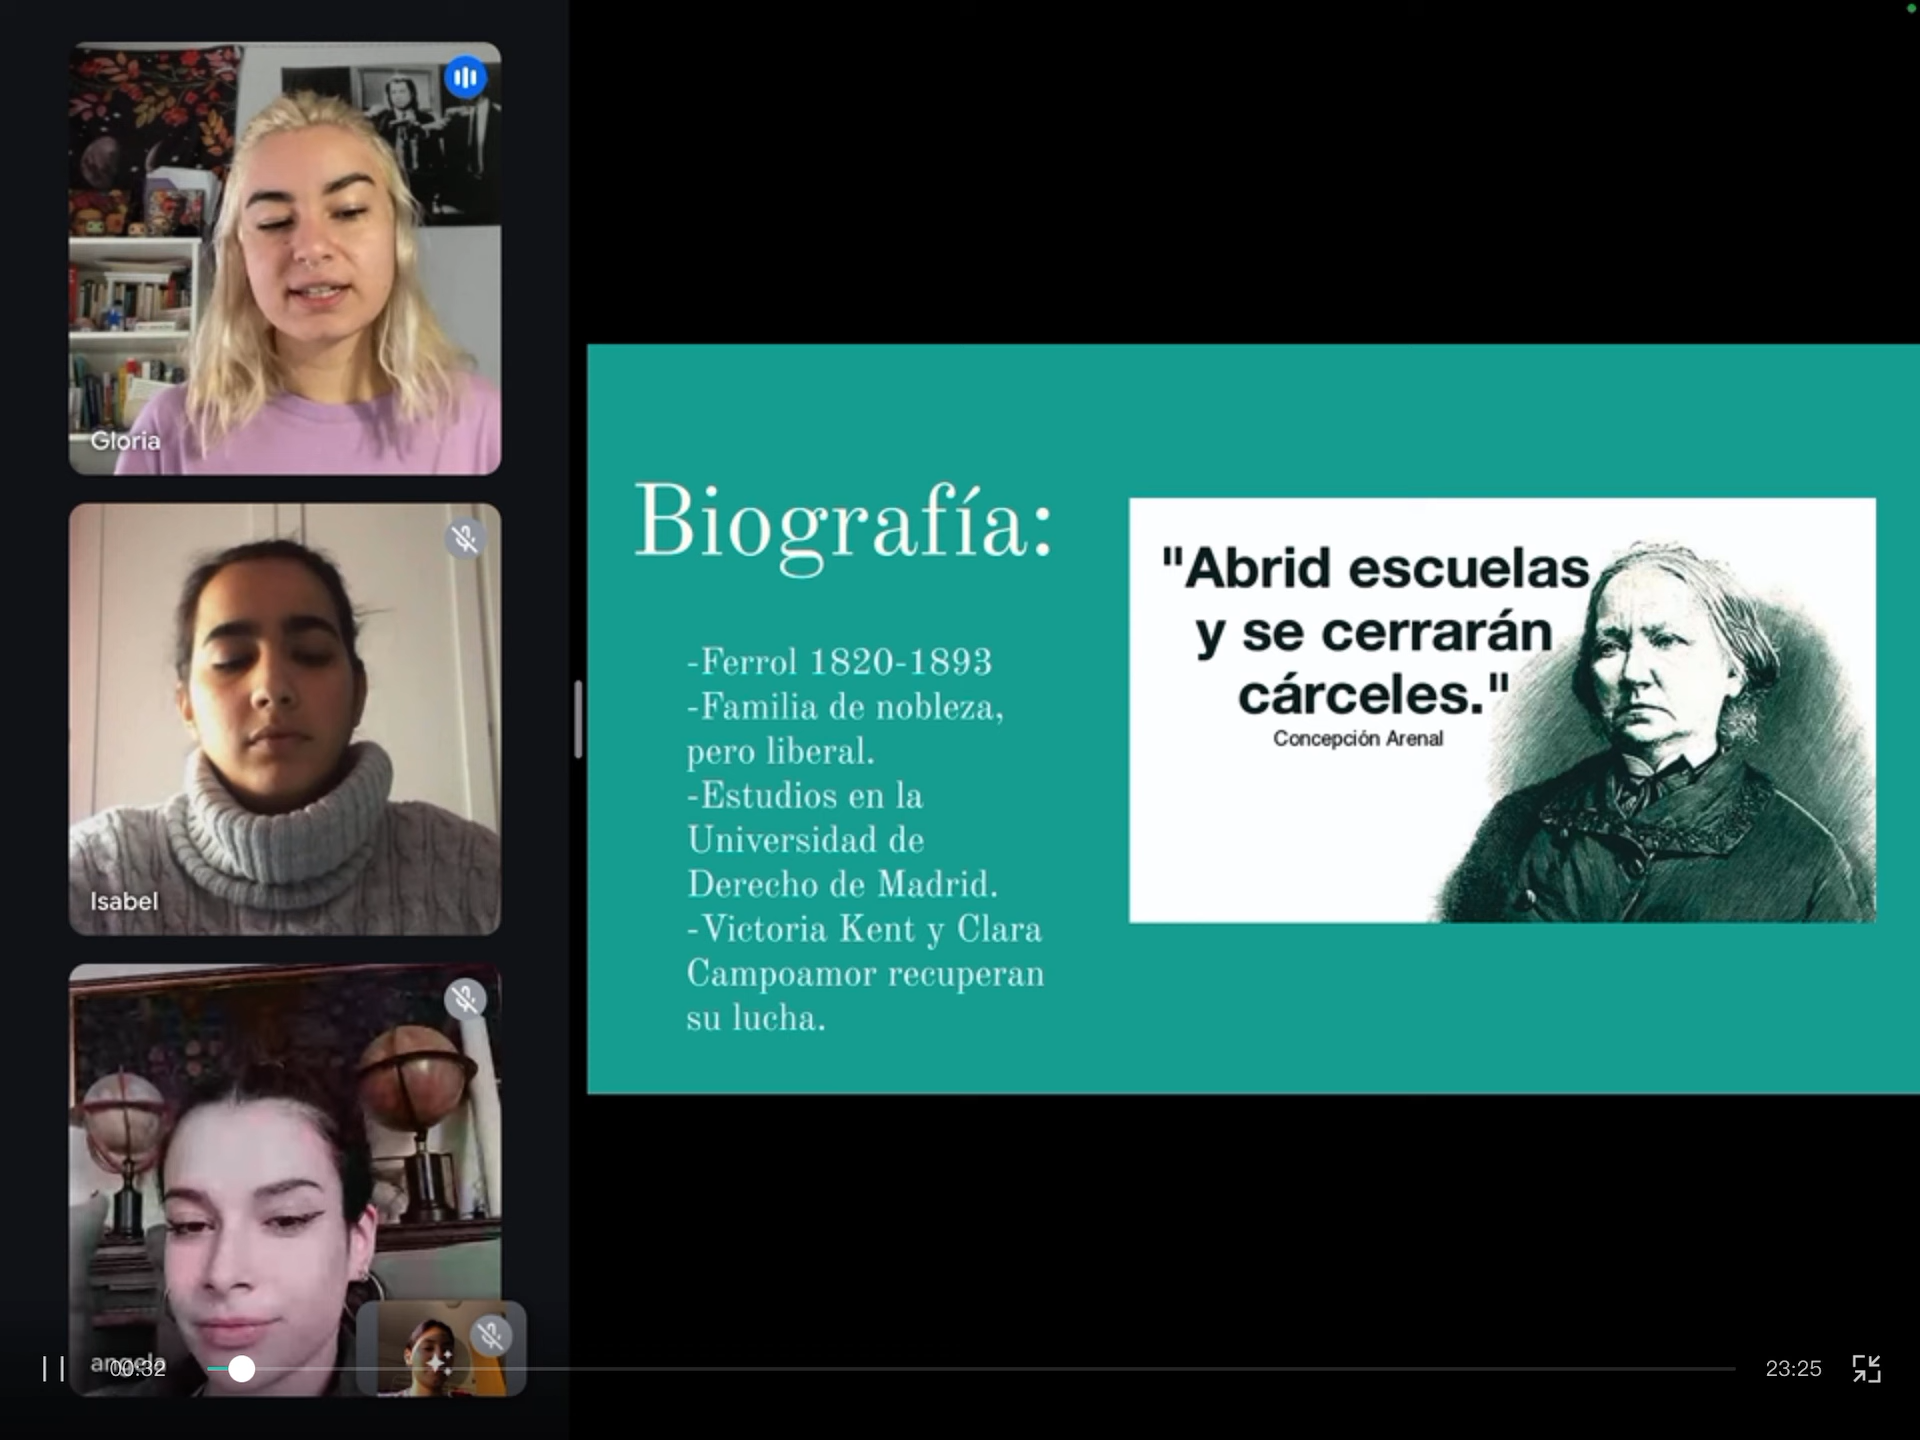 Gloria
Isabel
angela
00:32
23:25
Biografía:
-Ferrol 1820-1893
-Familia de nobleza,
pero liberal.
-Estudios en la
Universidad de
Derecho de Madrid.
-Victoria Kent y Clara
Campoamor recuperan
su lucha.
"Abrid escuelas
y se cerrarán
cárceles."
Concepción Arenal